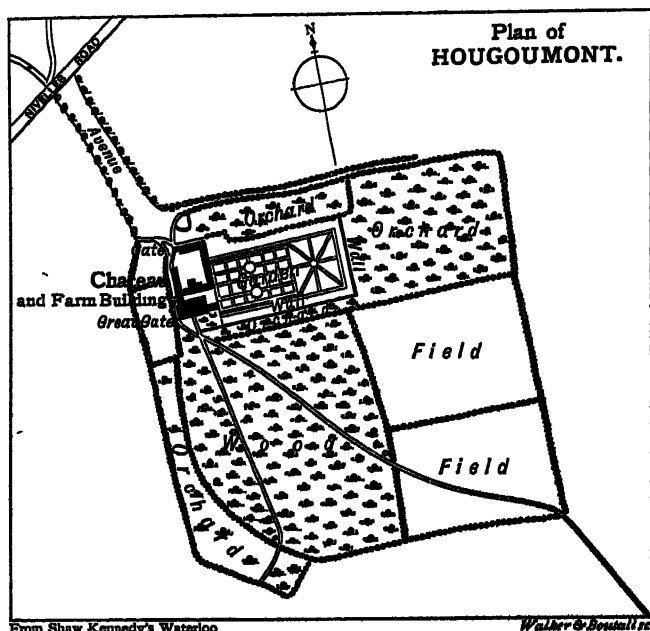 Plan of
HOUGOUMONT.
N
NIVELLES ROAD
Avenue
Orchard
Orchard
Gate
Wall
Garden
Chateau
and Farm Buildings
Wall
Orchard
Great Gate
Field
Wood
Orchard
Field
From Shaw Kennedy's Waterloo
Walker & Boutall sc.